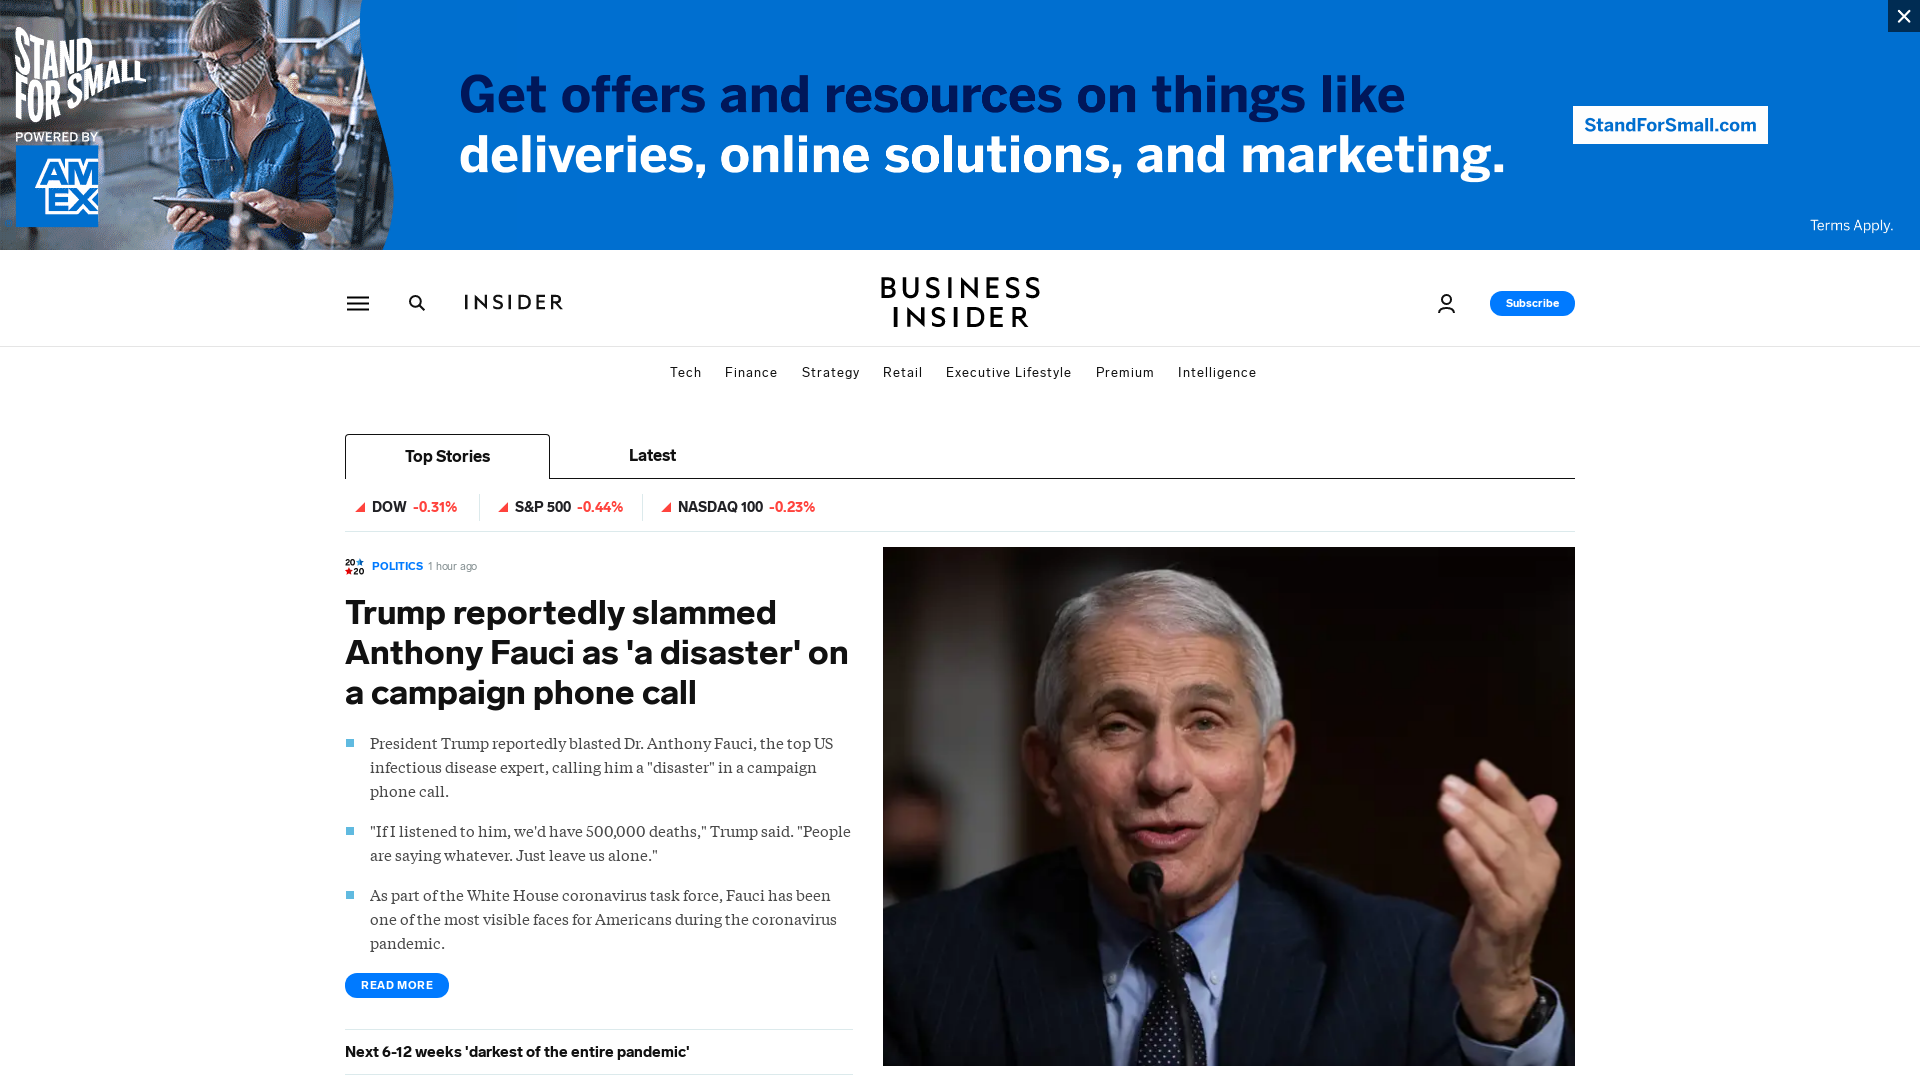 STAND
FOR SMALL
POWERED BY
AM
EX
Get offers and resources on things like
deliveries, online solutions, and marketing.
StandForSmall.com
Terms Apply.
INSIDER
BUSINESS
INSIDER
Subscribe
Tech Finance Strategy Retail Executive Lifestyle Premium Intelligence
Top Stories Latest
DOW -0.31% S&P 500 -0.44% NASDAQ 100 -0.23%
2020 POLITICS 1 hour ago
Trump reportedly slammed
Anthony Fauci as 'a disaster' on
a campaign phone call
President Trump reportedly blasted Dr. Anthony Fauci, the top US
infectious disease expert, calling him a "disaster" in a campaign
phone call.
"If I listened to him, we'd have 500,000 deaths," Trump said. "People
are saying whatever. Just leave us alone."
As part of the White House coronavirus task force, Fauci has been
one of the most visible faces for Americans during the coronavirus
pandemic.
READ MORE
Next 6-12 weeks 'darkest of the entire pandemic'